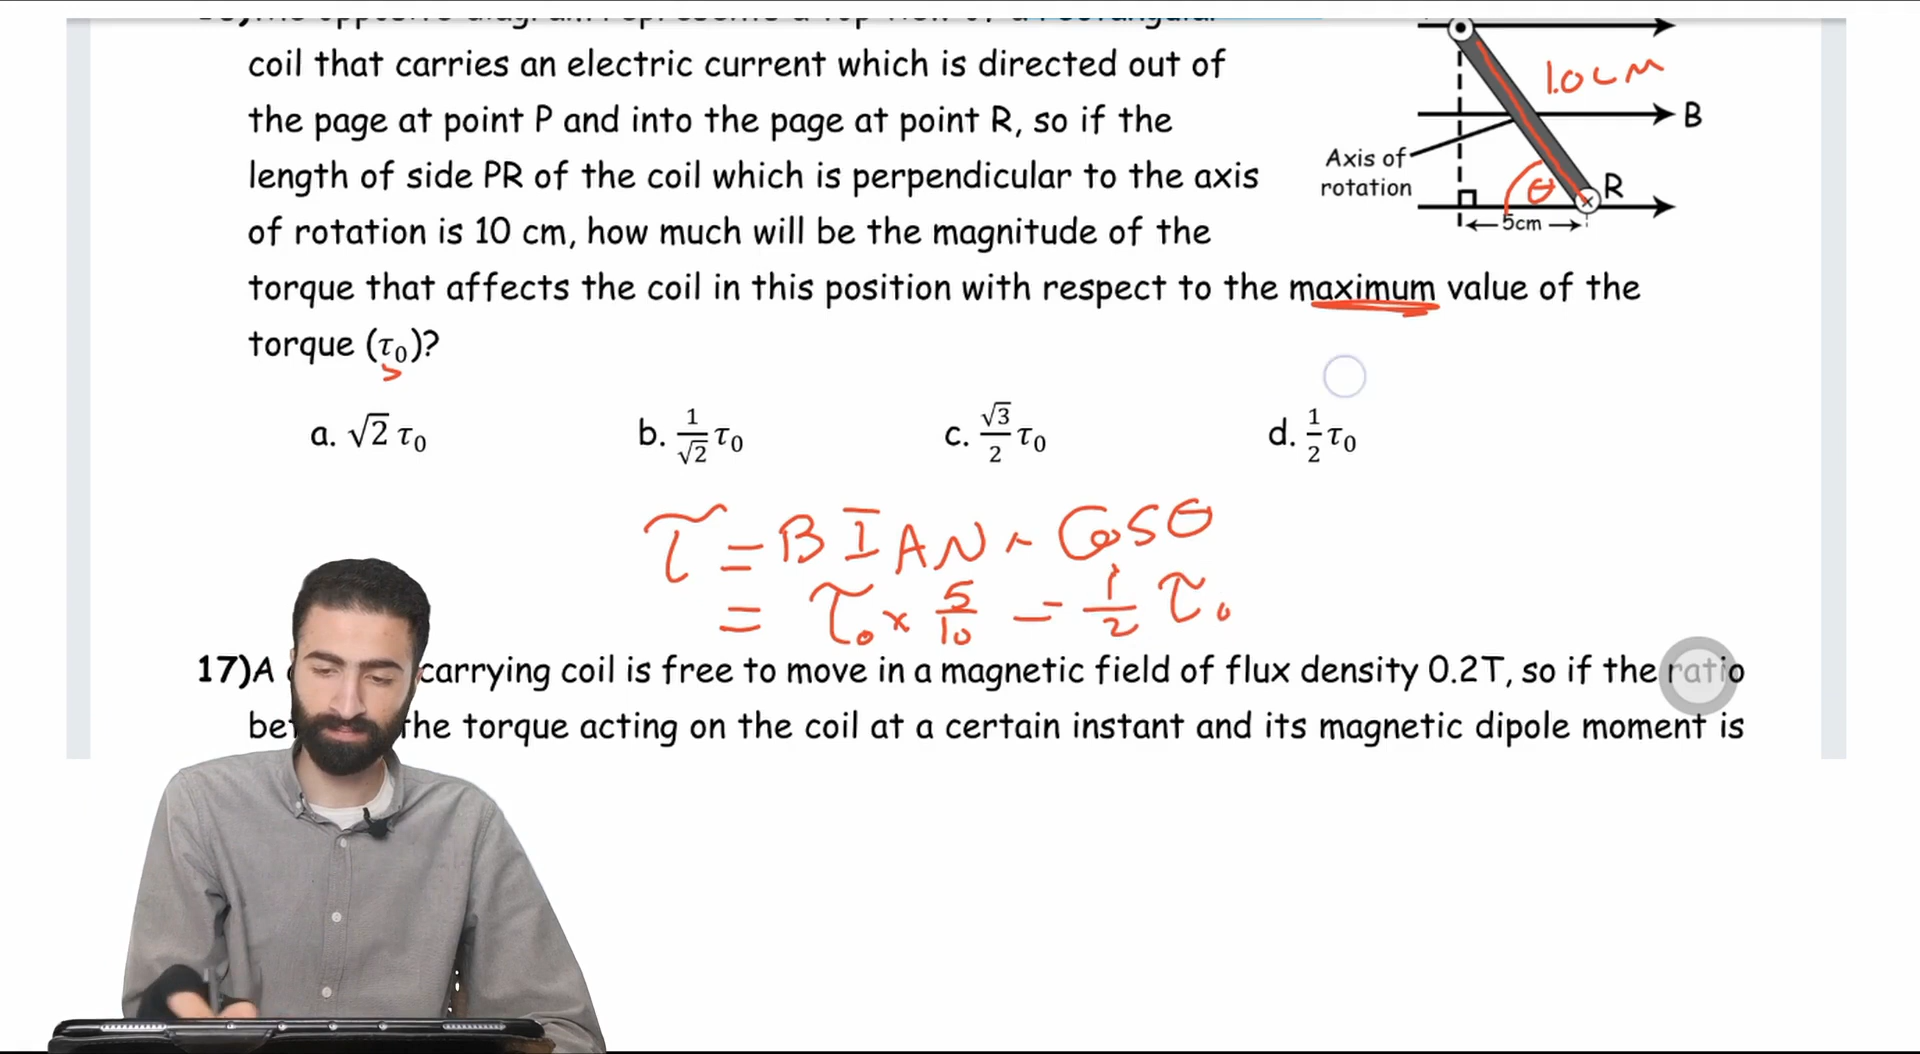 coil that carries an electric current which is directed out of
the page at point P and into the page at point R, so if the
length of side PR of the coil which is perpendicular to the axis
of rotation is 10 cm, how much will be the magnitude of the
torque that affects the coil in this position with respect to the maximum value of the
torque (τ₀)?
10 cm
B
Axis of
rotation
θ
R
5cm
a. √2 τ₀
b. 1/√2 τ₀
c. √3/2 τ₀
d. 1/2 τ₀
τ = BIAN × Cosθ
= τ₀ × 5/10 = 1/2 τ₀
17) A carrying coil is free to move in a magnetic field of flux density 0.2T, so if the ratio
the torque acting on the coil at a certain instant and its magnetic dipole moment is